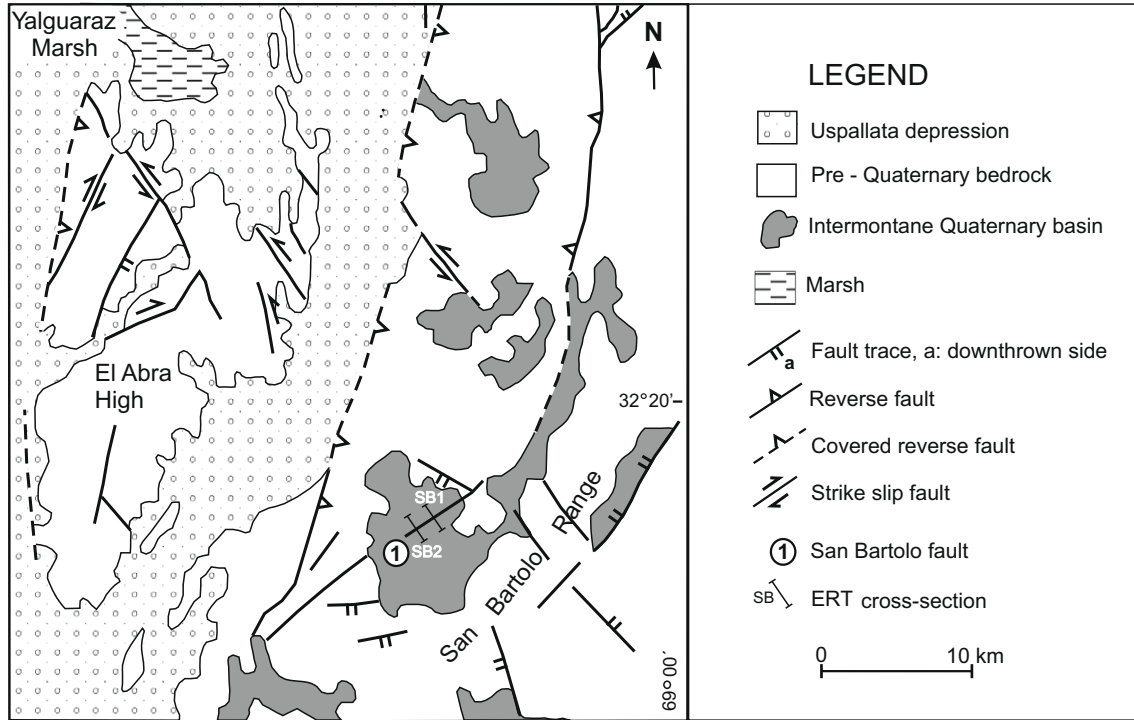 Yalguaraz
Marsh
N
El Abra
High
32°20′
SB1
SB2
1
San Bartolo Range
69°00′
LEGEND
Uspallata depression
Pre - Quaternary bedrock
Intermontane Quaternary basin
Marsh
Fault trace, a: downthrown side
a
Reverse fault
Covered reverse fault
Strike slip fault
1 San Bartolo fault
SB ERT cross-section
0 10 km